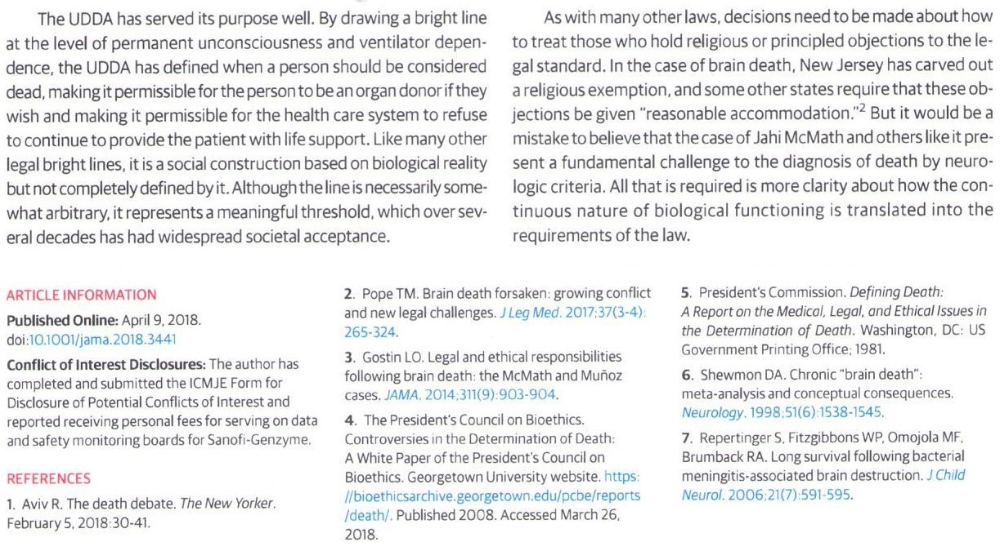 The UDDA has served its purpose well. By drawing a bright line
at the level of permanent unconsciousness and ventilator depen-
dence, the UDDA has defined when a person should be considered
dead, making it permissible for the person to be an organ donor if they
wish and making it permissible for the health care system to refuse
to continue to provide the patient with life support. Like many other
legal bright lines, it is a social construction based on biological reality
but not completely defined by it. Although the line is necessarily some-
what arbitrary, it represents a meaningful threshold, which over sev-
eral decades has had widespread societal acceptance.
As with many other laws, decisions need to be made about how
to treat those who hold religious or principled objections to the le-
gal standard. In the case of brain death, New Jersey has carved out
a religious exemption, and some other states require that these ob-
jections be given "reasonable accommodation."2 But it would be a
mistake to believe that the case of Jahi McMath and others like it pre-
sent a fundamental challenge to the diagnosis of death by neuro-
logic criteria. All that is required is more clarity about how the con-
tinuous nature of biological functioning is translated into the
requirements of the law.
ARTICLE INFORMATION
Published Online: April 9, 2018.
doi:10.1001/jama.2018.3441
Conflict of Interest Disclosures: The author has
completed and submitted the ICMJE Form for
Disclosure of Potential Conflicts of Interest and
reported receiving personal fees for serving on data
and safety monitoring boards for Sanofi-Genzyme.
REFERENCES
1. Aviv R. The death debate. The New Yorker.
February 5, 2018:30-41.
2. Pope TM. Brain death forsaken: growing conflict
and new legal challenges. J Leg Med. 2017;37(3-4):
265-324.
3. Gostin LO. Legal and ethical responsibilities
following brain death: the McMath and Muñoz
cases. JAMA. 2014;311(9):903-904.
4. The President's Council on Bioethics.
Controversies in the Determination of Death:
A White Paper of the President's Council on
Bioethics. Georgetown University website. https:
//bioethicsarchive.georgetown.edu/pcbe/reports
/death/. Published 2008. Accessed March 26,
2018.
5. President's Commission. Defining Death:
A Report on the Medical, Legal, and Ethical Issues in
the Determination of Death. Washington, DC: US
Government Printing Office; 1981.
6. Shewmon DA. Chronic "brain death":
meta-analysis and conceptual consequences.
Neurology. 1998;51(6):1538-1545.
7. Repertinger S, Fitzgibbons WP, Omojola MF,
Brumback RA. Long survival following bacterial
meningitis-associated brain destruction. J Child
Neurol. 2006;21(7):591-595.